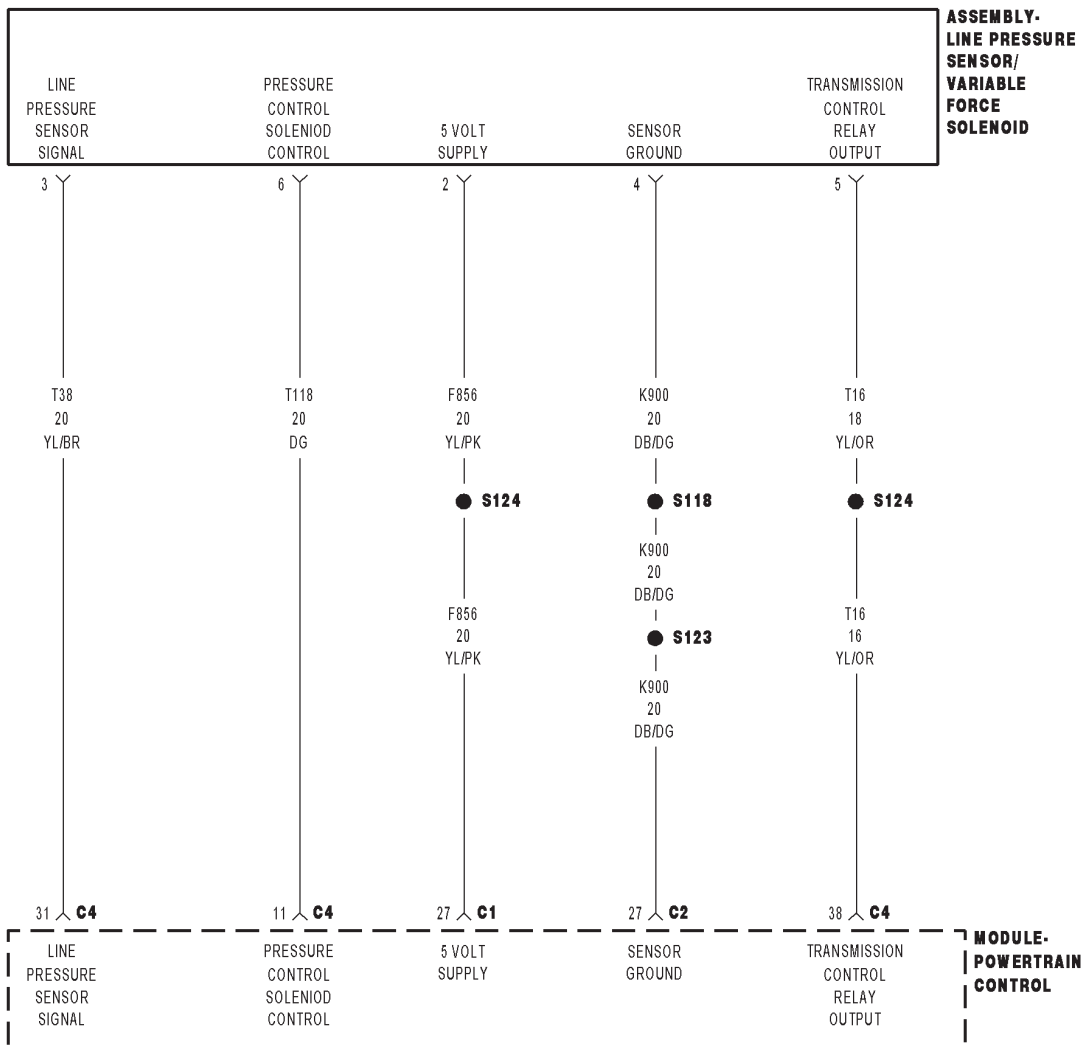 ASSEMBLY-
LINE PRESSURE
SENSOR/
VARIABLE
FORCE
SOLENOID
LINE
PRESSURE
SENSOR
SIGNAL
PRESSURE
CONTROL
SOLENIOD
CONTROL
5 VOLT
SUPPLY
SENSOR
GROUND
TRANSMISSION
CONTROL
RELAY
OUTPUT
3
6
2
4
5
T38
20
YL/BR
T118
20
DG
F856
20
YL/PK
K900
20
DB/DG
T16
18
YL/OR
S124
S118
S124
K900
20
DB/DG
F856
20
YL/PK
S123
T16
16
YL/OR
K900
20
DB/DG
31 C4
11 C4
27 C1
27 C2
38 C4
LINE
PRESSURE
SENSOR
SIGNAL
PRESSURE
CONTROL
SOLENIOD
CONTROL
5 VOLT
SUPPLY
SENSOR
GROUND
TRANSMISSION
CONTROL
RELAY
OUTPUT
MODULE-
POWERTRAIN
CONTROL